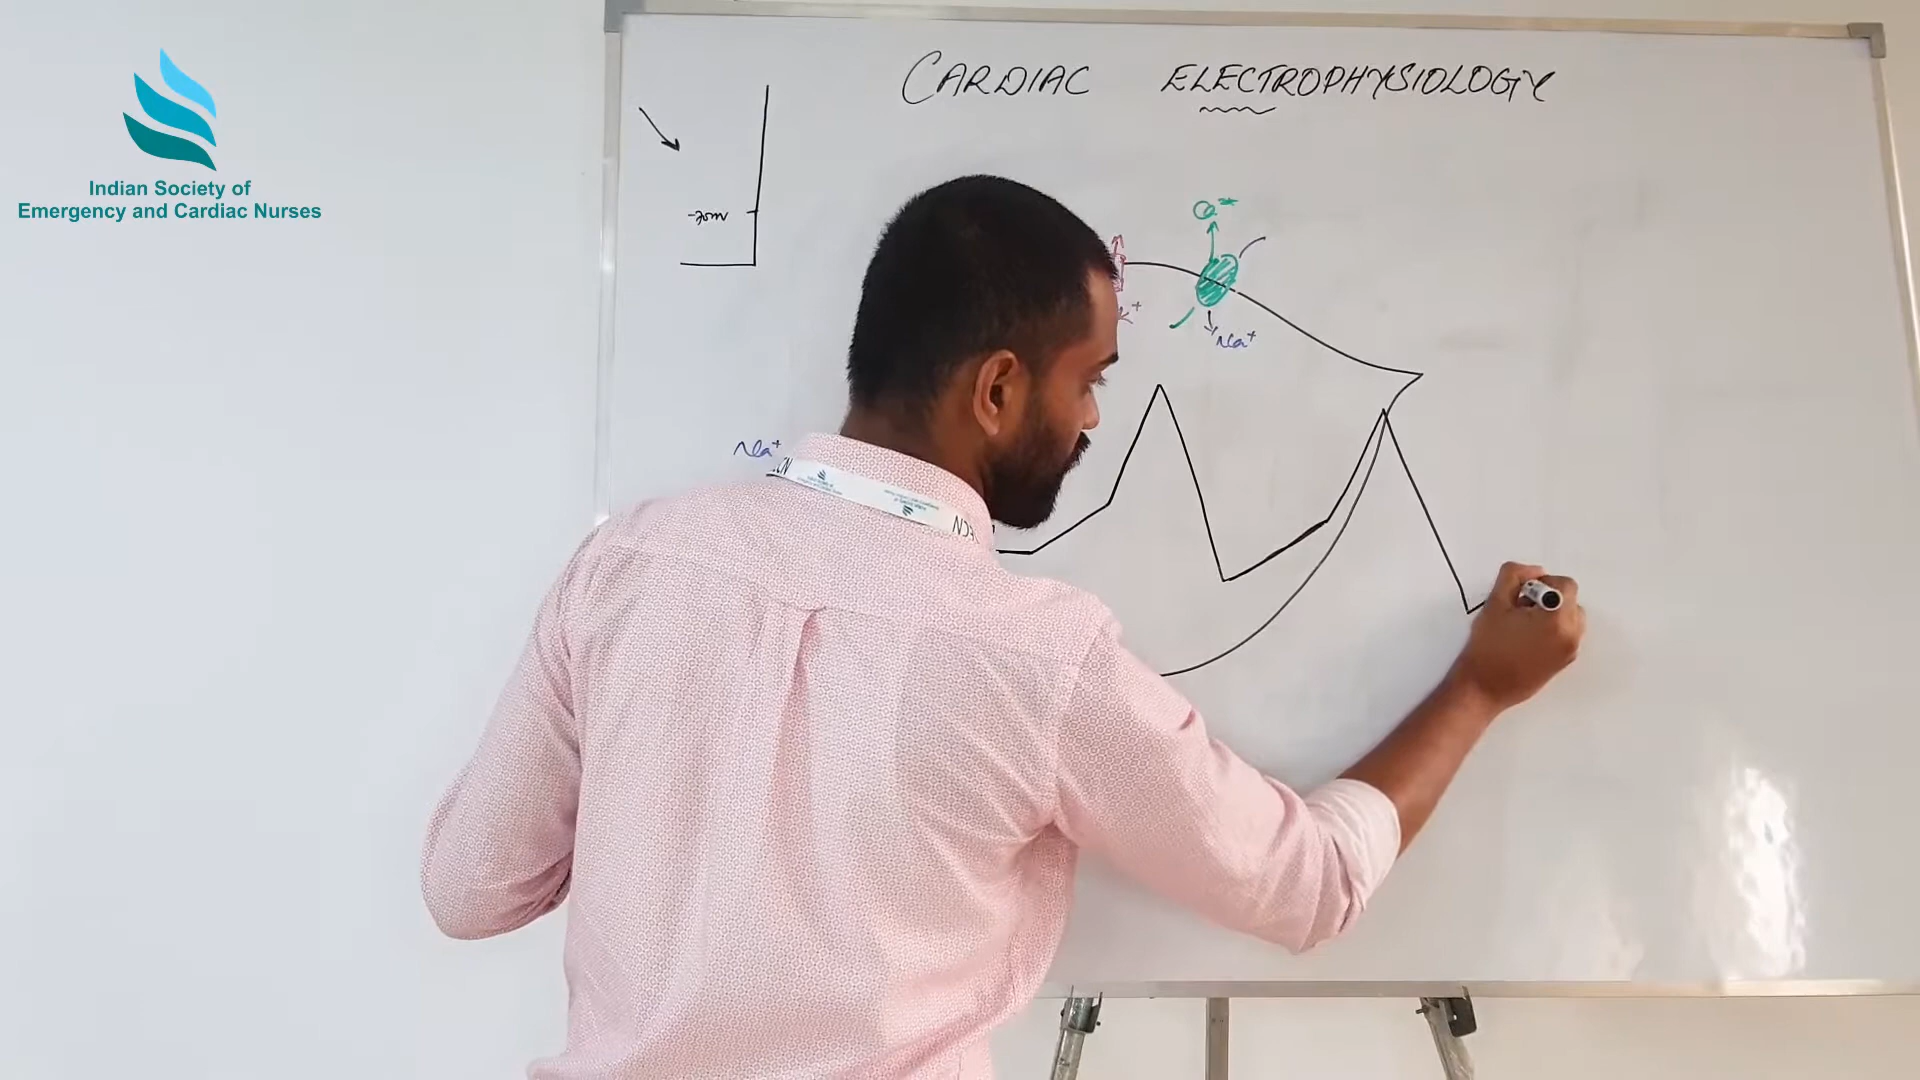 Indian Society of
Emergency and Cardiac Nurses
CARDIAC ELECTROPHYSIOLOGY
Na⁺
Na⁺